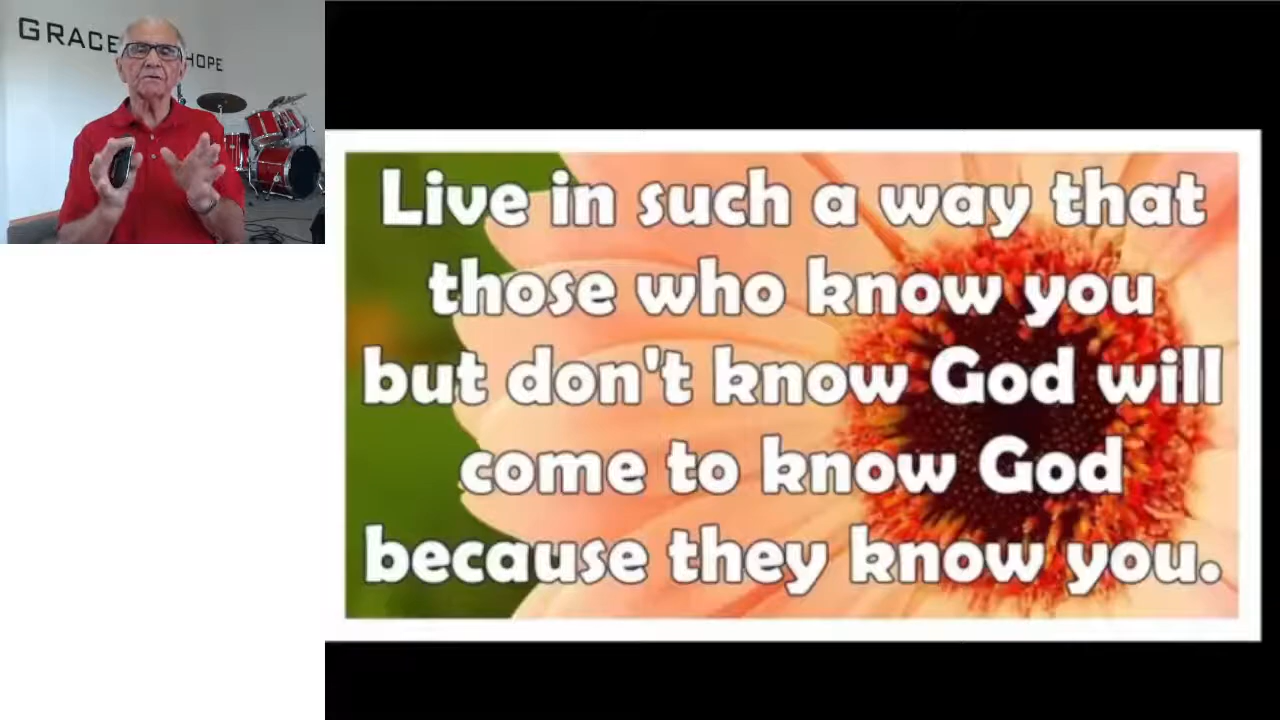 GRACE HOPE
Live in such a way that
those who know you
but don't know God will
come to know God
because they know you.